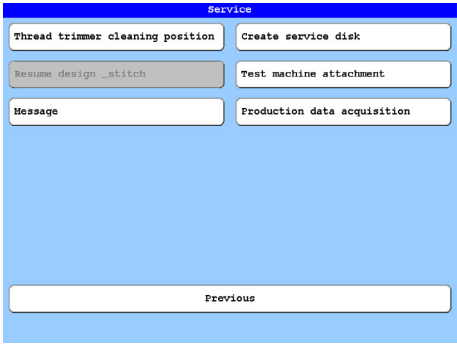 Service
Thread trimmer cleaning position
Create service disk
Resume design _stitch
Test machine attachment
Message
Production data acquisition
Previous